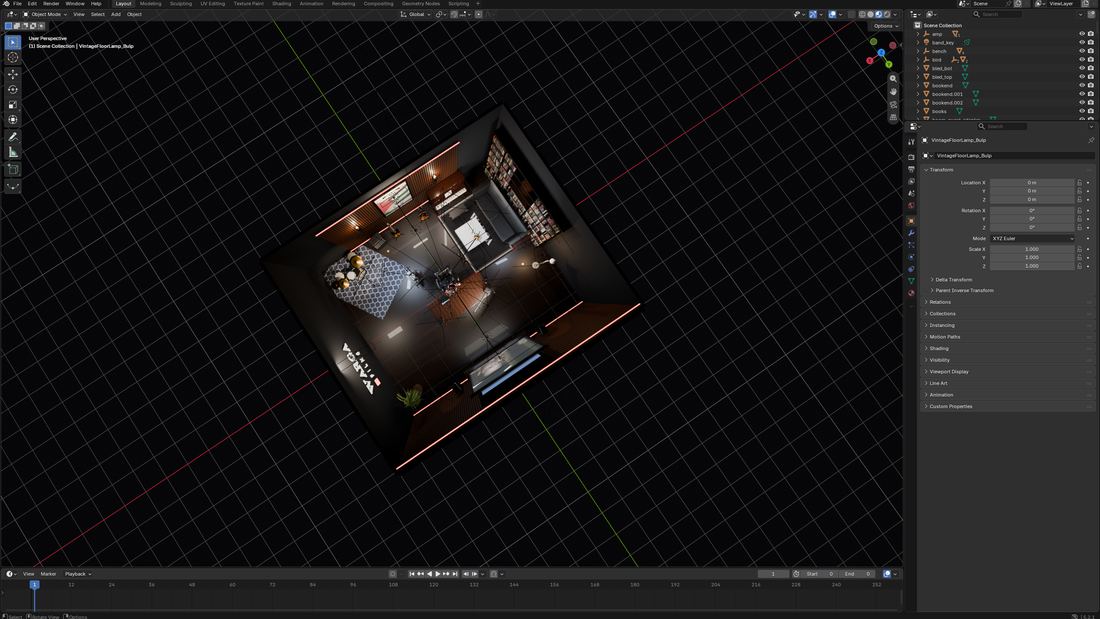 File Edit Render Window Help Layout Modeling Sculpting UV Editing Texture Paint Shading Animation Rendering Compositing Geometry Nodes Scripting Scene ViewLayer
Object Mode View Select Add Object Global Search
Options
User Perspective
(1) Scene Collection | VintageFloorLamp_Bulp
Scene Collection
amp
band_key
bench
bird
bled_bot
bled_top
bookend
bookend.001
bookend.002
books
Search
VintageFloorLamp_Bulp
VintageFloorLamp_Bulp
Transform
Location X 0 m
Y 0 m
Z 0 m
Rotation X 0°
Y 0°
Z 0°
Mode XYZ Euler
Scale X 1.000
Y 1.000
Z 1.000
Delta Transform
Parent Inverse Transform
Relations
Collections
Instancing
Motion Paths
Shading
Visibility
Viewport Display
Line Art
Animation
Custom Properties
WARGA
X Y
View Marker Playback 1 Start 0 End 0
1 12 24 36 48 60 72 84 96 108 120 132 144 156 168 180 192 204 216 228 240 252
Select Rotate View Options